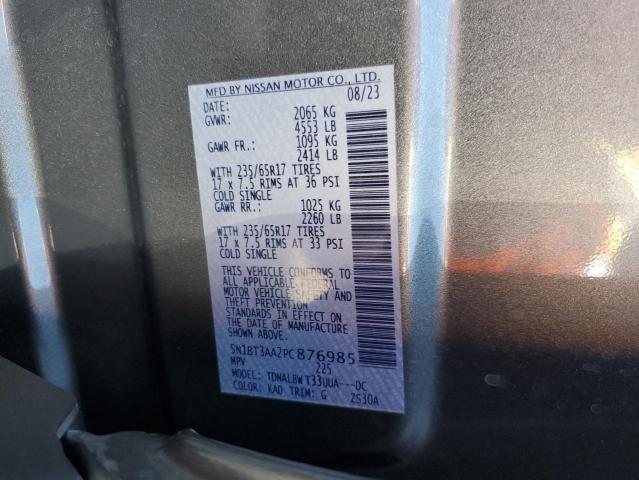 MFD BY NISSAN MOTOR CO., LTD.
DATE: 08/23
GVWR: 2065 KG
4553 LB
GAWR FR.: 1095 KG
2414 LB
WITH 235/65R17 TIRES
17 x 7.5 RIMS AT 36 PSI
COLD SINGLE
GAWR RR.: 1025 KG
2260 LB
WITH 235/65R17 TIRES
17 x 7.5 RIMS AT 33 PSI
COLD SINGLE
THIS VEHICLE CONFORMS TO
ALL APPLICABLE FEDERAL
MOTOR VEHICLE SAFETY AND
THEFT PREVENTION
STANDARDS IN EFFECT ON
THE DATE OF MANUFACTURE SHOWN
ABOVE.
5N1BT3AA2PC876985
MPV 225
MODEL: TDNALBW T33UUA---DC
COLOR: KAD TRIM: G 2S30A